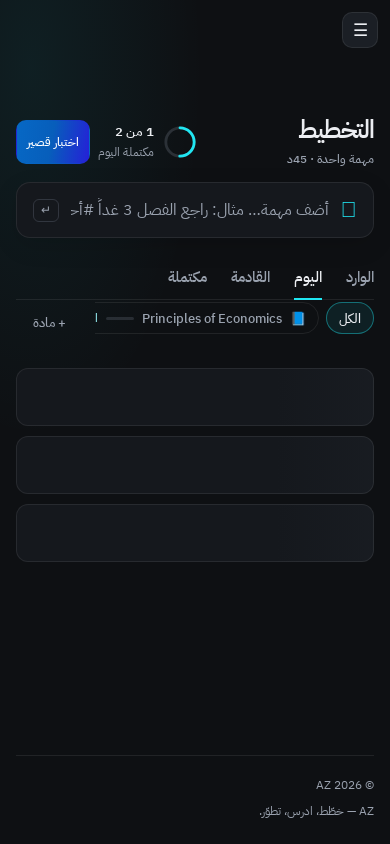 ☰
التخطيط
مهمة واحدة · 45د
1 من 2
مكتملة اليوم
اختبار قصير
أضف مهمة... مثال: راجع الفصل 3 غداً #أح
↵
الوارد
اليوم
القادمة
مكتملة
الكل
📘 Principles of Economics
+ مادة
© 2026 AZ
AZ — خطّط، ادرس، تطوّر.